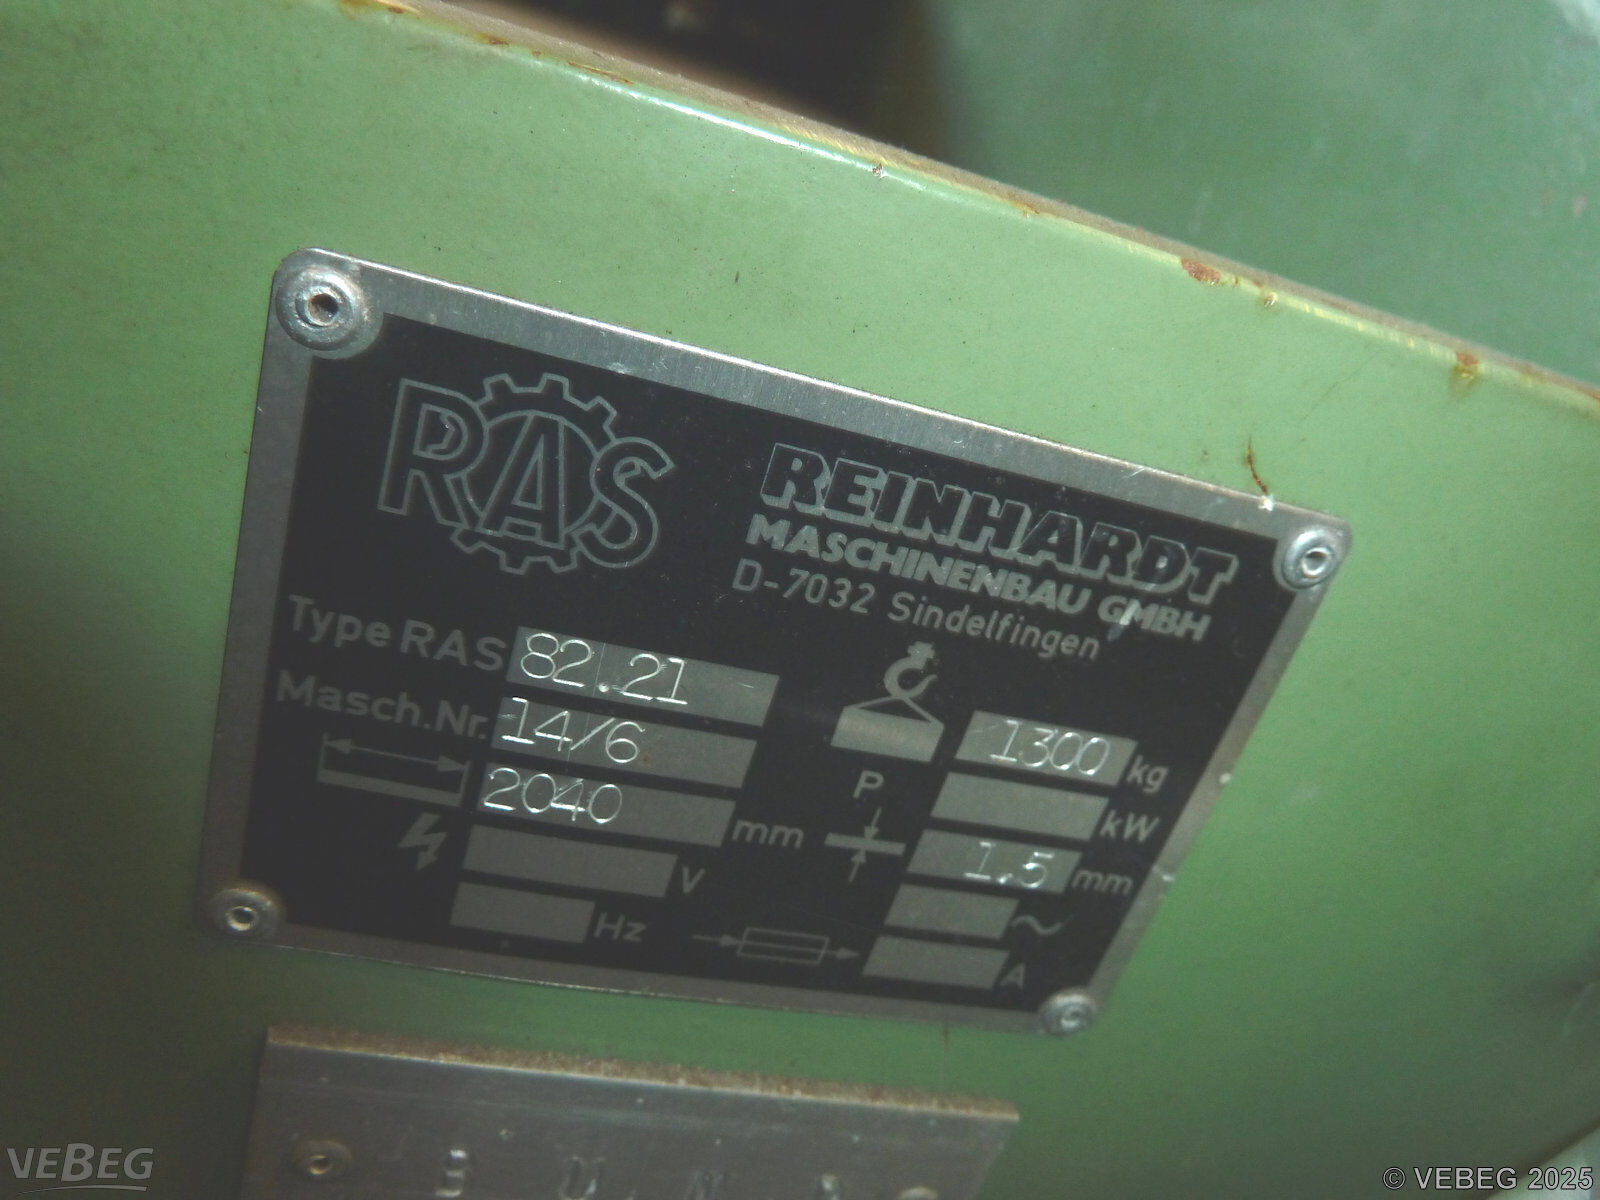 RAS
REINHARDT
MASCHINENBAU GMBH
D-7032 Sindelfingen
Type RAS 82.21
Masch.Nr. 14/6
2040 mm
V
Hz
1300 kg
P kW
1.5 mm
~
A
VEBEG
© VEBEG 2025